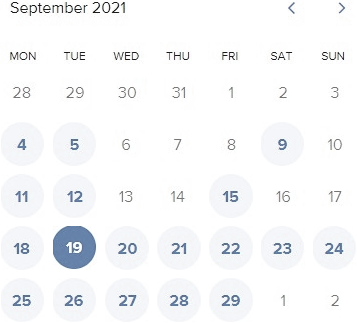 September 2021
MON TUE WED THU FRI SAT SUN
28 29 30 31 1 2 3
4 5 6 7 8 9 10
11 12 13 14 15 16 17
18 19 20 21 22 23 24
25 26 27 28 29 1 2